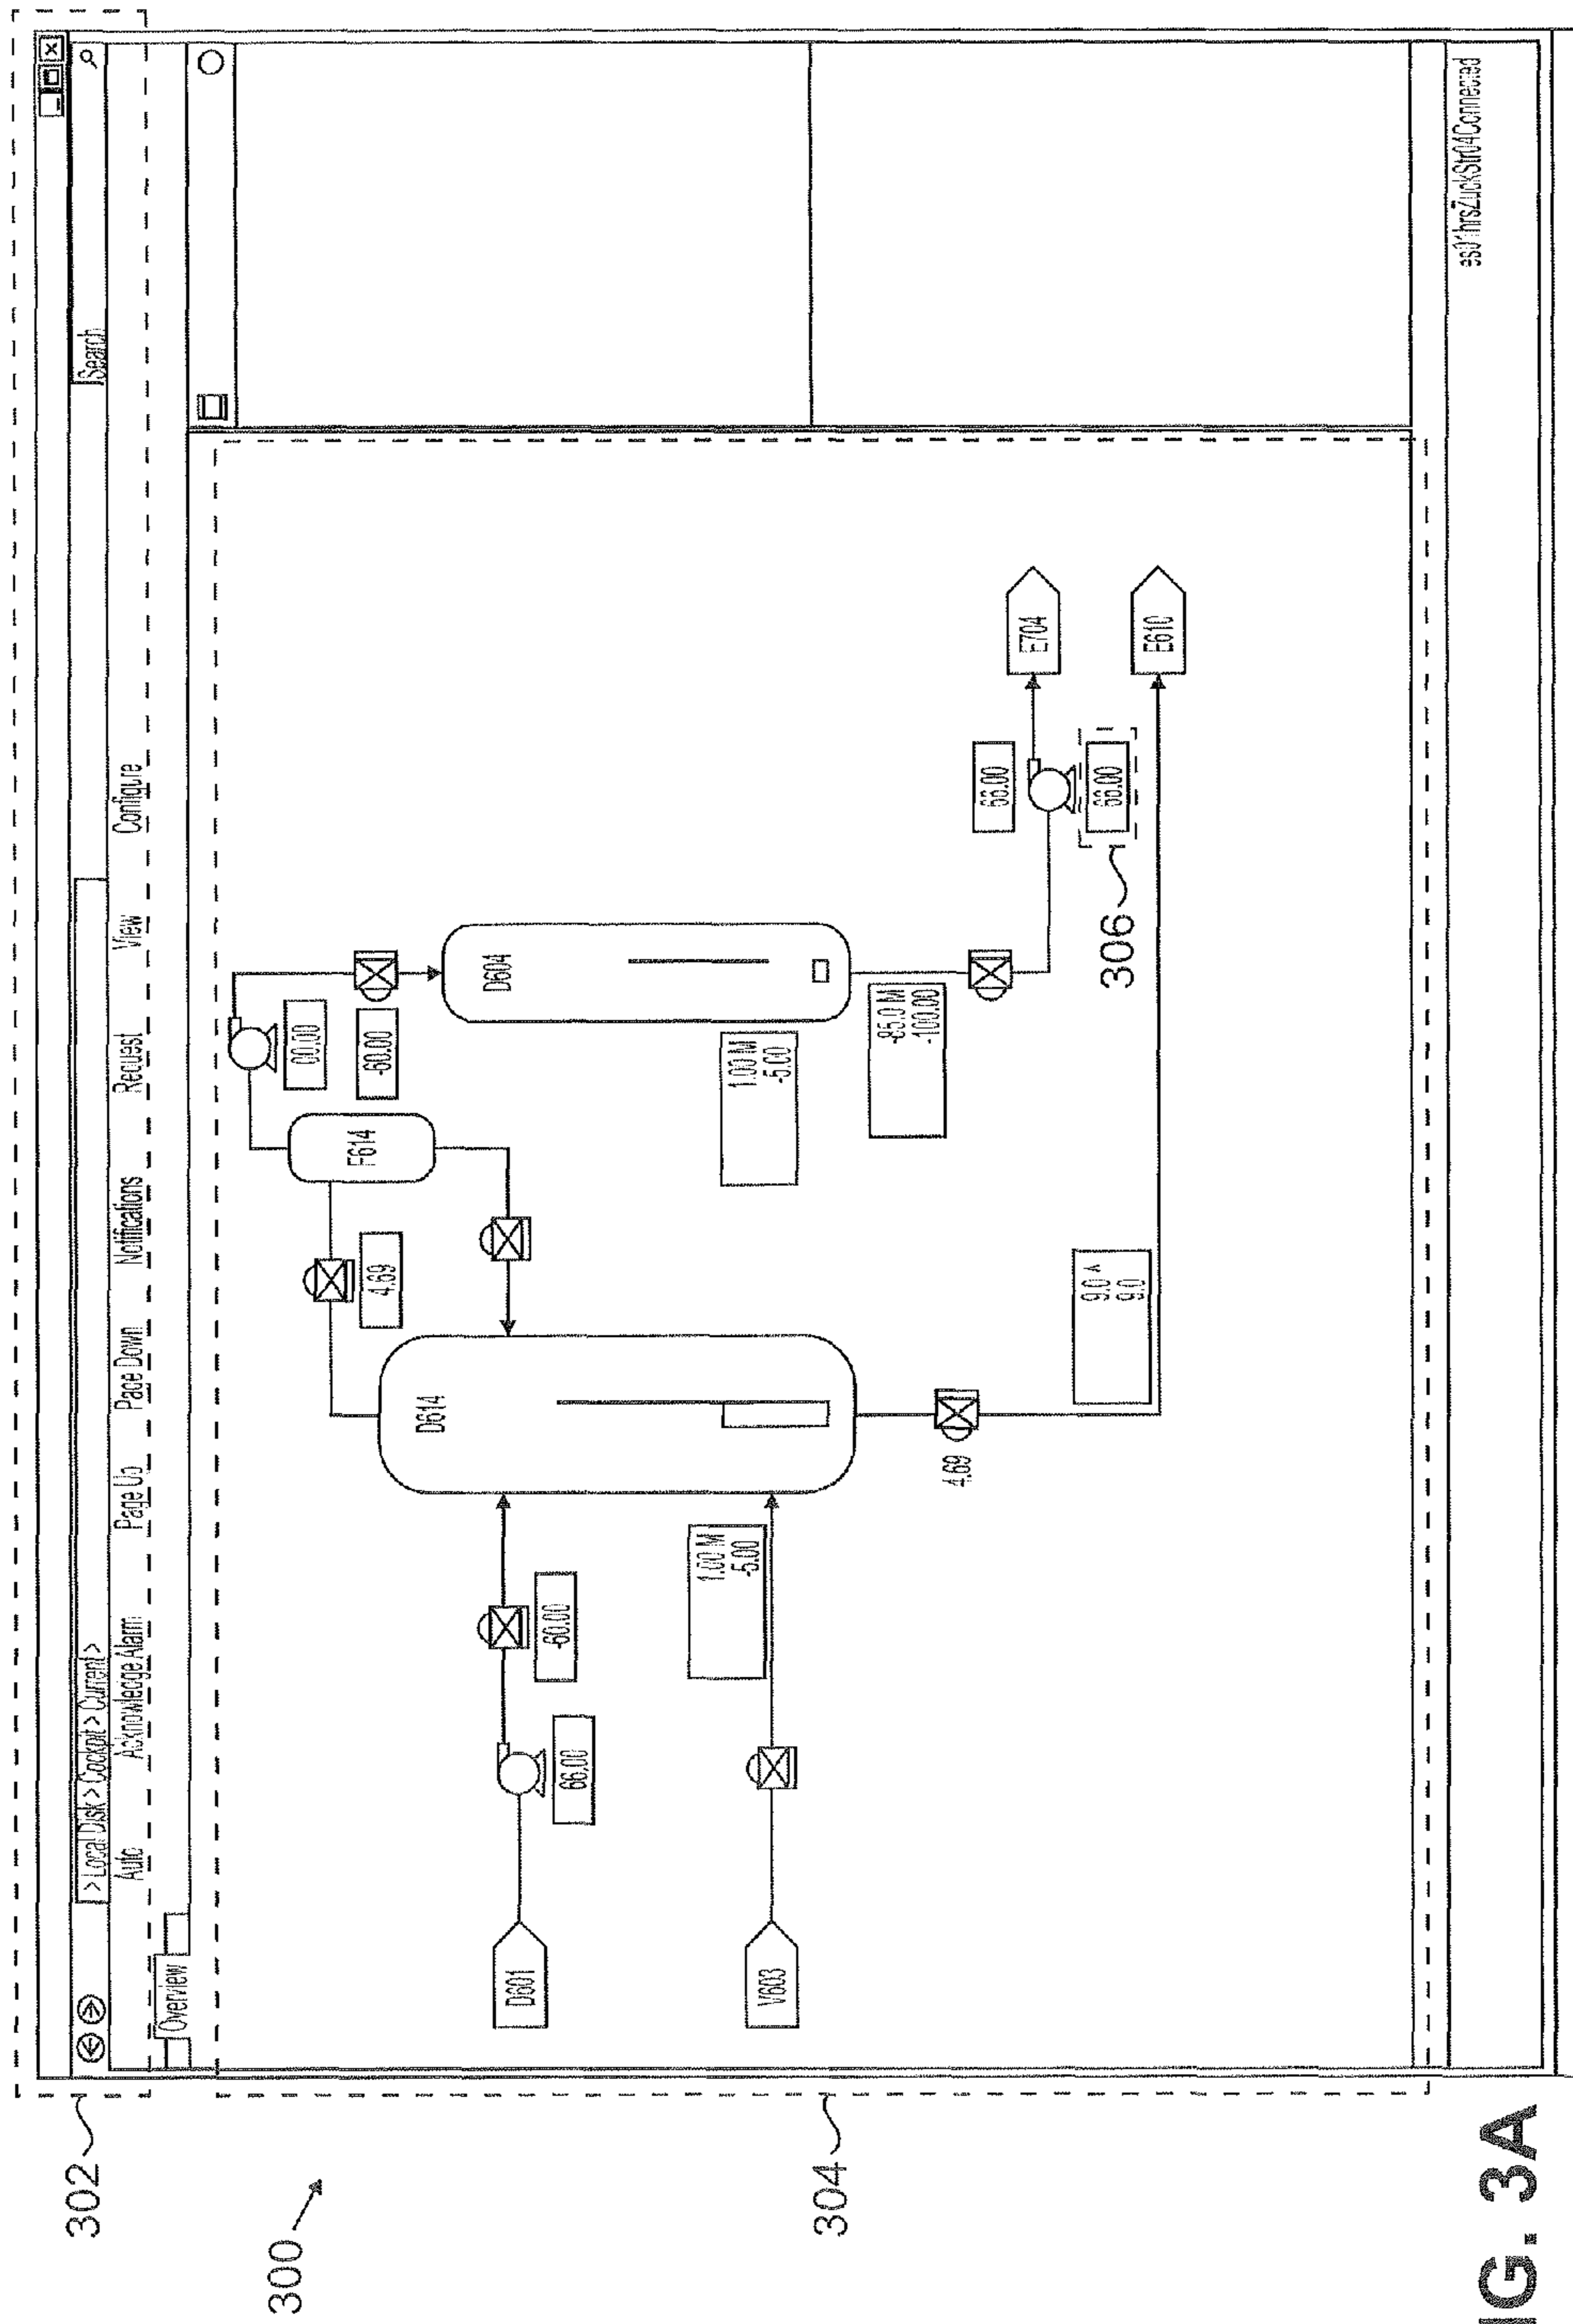 302
Search
> Local Disk > Cockpit > Current >
Auto Acknowledge Alarm Page Up Page Down Notifications Request View Configure
Overview
300
00.00
-60.00
F614
4.69
D614
D604
D601
66.00
-60.00
1.00 M
-5.00
1.00 M
-5.00
V603
304
4.69
-85.0 M
-100.00
66.00
E704
66.00
306
9.0 ^
9.0
E610
IG. 3A